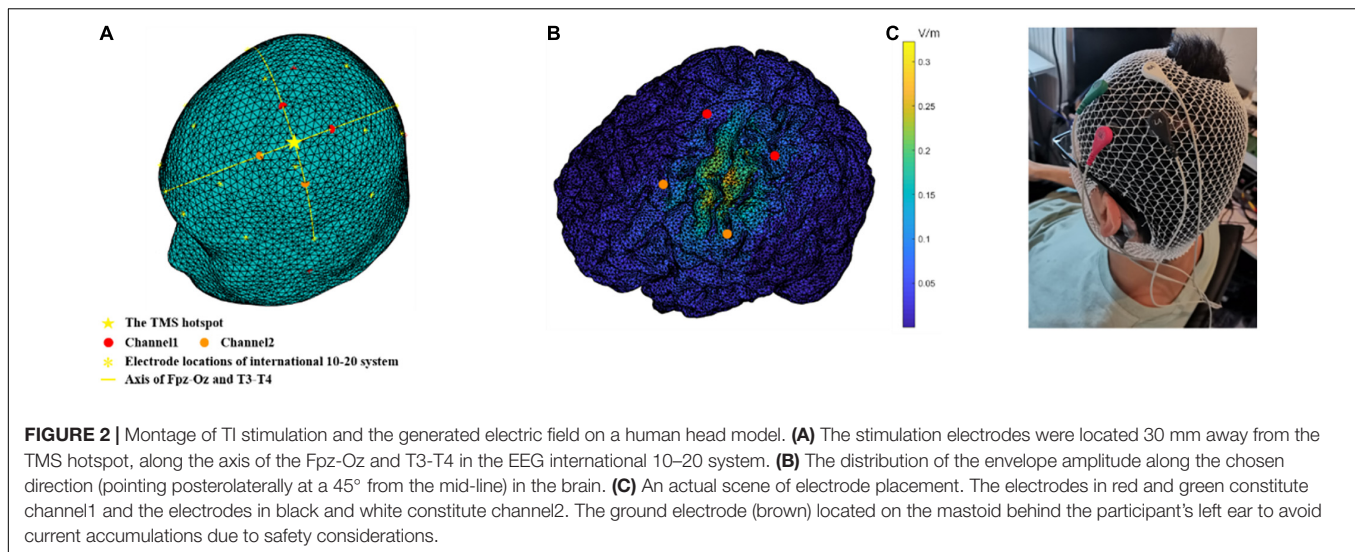 A
B
V/m
C
0.3
0.25
0.2
0.15
0.1
0.05
The TMS hotspot
Channel1 Channel2
Electrode locations of international 10-20 system
Axis of Fpz-Oz and T3-T4
FIGURE 2 | Montage of TI stimulation and the generated electric field on a human head model. (A) The stimulation electrodes were located 30 mm away from the
TMS hotspot, along the axis of the Fpz-Oz and T3-T4 in the EEG international 10–20 system. (B) The distribution of the envelope amplitude along the chosen
direction (pointing posterolaterally at a 45° from the mid-line) in the brain. (C) An actual scene of electrode placement. The electrodes in red and green constitute
channel1 and the electrodes in black and white constitute channel2. The ground electrode (brown) located on the mastoid behind the participant's left ear to avoid
current accumulations due to safety considerations.